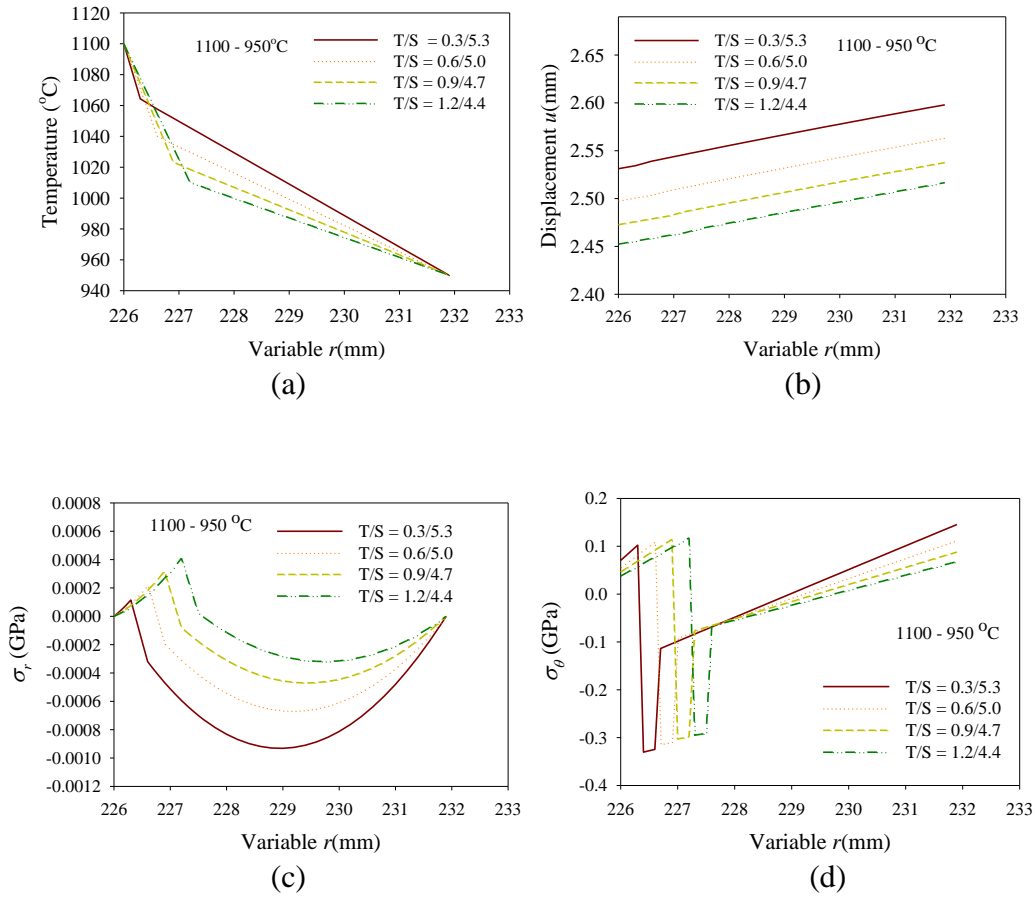 1100 - 950°C
T/S = 0.3/5.3
T/S = 0.6/5.0
T/S = 0.9/4.7
T/S = 1.2/4.4
1100
1080
1060
1040
1020
1000
980
960
940
Temperature (°C)
226 227 228 229 230 231 232 233
Variable r(mm)
(a)
1100 - 950 °C
T/S = 0.3/5.3
T/S = 0.6/5.0
T/S = 0.9/4.7
T/S = 1.2/4.4
2.65
2.60
2.55
2.50
2.45
2.40
Displacement u(mm)
226 227 228 229 230 231 232 233
Variable r(mm)
(b)
1100 - 950 °C
T/S = 0.3/5.3
T/S = 0.6/5.0
T/S = 0.9/4.7
T/S = 1.2/4.4
0.0008
0.0006
0.0004
0.0002
0.0000
-0.0002
-0.0004
-0.0006
-0.0008
-0.0010
-0.0012
σr (GPa)
226 227 228 229 230 231 232 233
Variable r(mm)
(c)
0.2
0.1
0.0
-0.1
-0.2
-0.3
-0.4
σθ (GPa)
1100 - 950 °C
T/S = 0.3/5.3
T/S = 0.6/5.0
T/S = 0.9/4.7
T/S = 1.2/4.4
226 227 228 229 230 231 232 233
Variable r(mm)
(d)